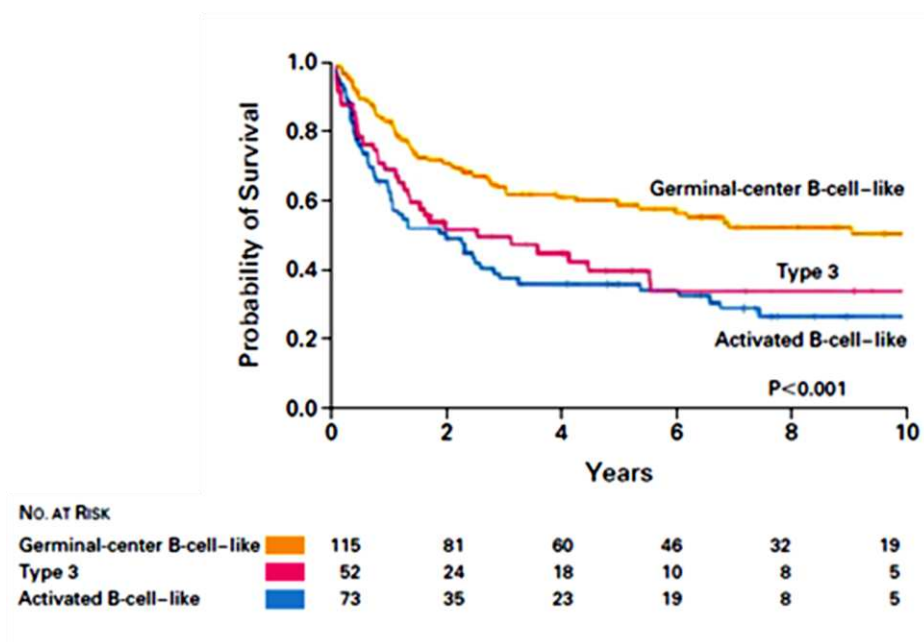 1.0
0.8
0.6
0.4
0.2
0.0
Probability of Survival
Germinal-center B-cell–like
Type 3
Activated B-cell–like
P<0.001
0 2 4 6 8 10
Years
NO. AT RISK
Germinal-center B-cell–like 115 81 60 46 32 19
Type 3 52 24 18 10 8 5
Activated B-cell–like 73 35 23 19 8 5